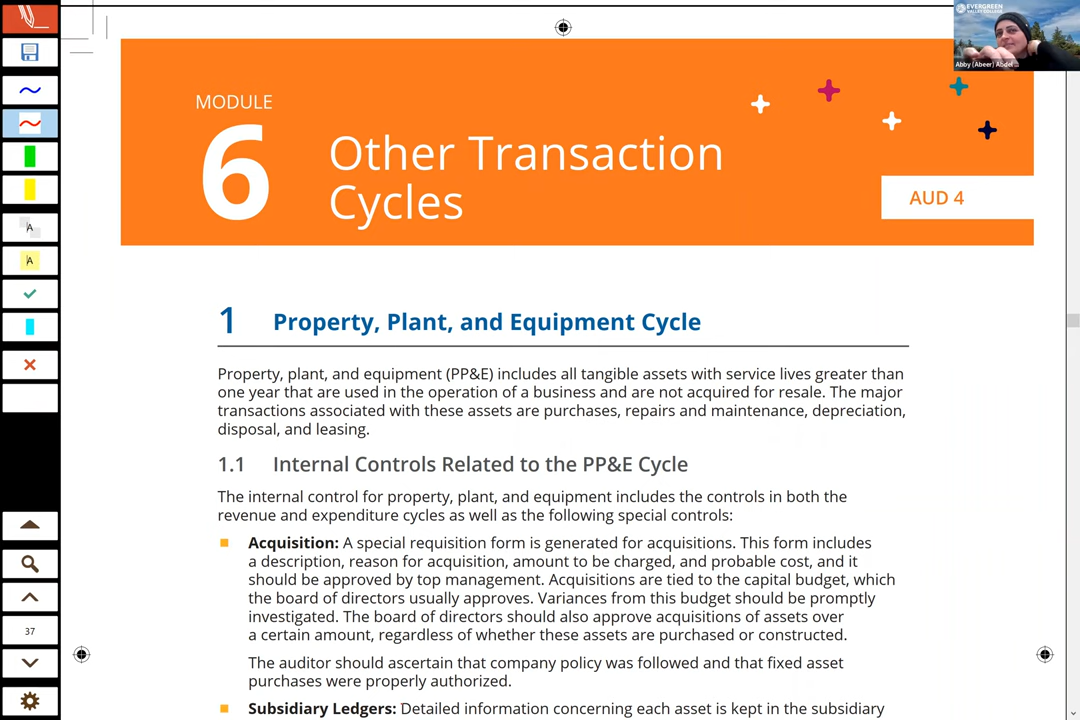 EVERGREEN
VALLEY COLLEGE
Abby (Abeer) Abdel
MODULE
6
Other Transaction
Cycles
AUD 4
1 Property, Plant, and Equipment Cycle
Property, plant, and equipment (PP&E) includes all tangible assets with service lives greater than
one year that are used in the operation of a business and are not acquired for resale. The major
transactions associated with these assets are purchases, repairs and maintenance, depreciation,
disposal, and leasing.
1.1 Internal Controls Related to the PP&E Cycle
The internal control for property, plant, and equipment includes the controls in both the
revenue and expenditure cycles as well as the following special controls:
Acquisition: A special requisition form is generated for acquisitions. This form includes
a description, reason for acquisition, amount to be charged, and probable cost, and it
should be approved by top management. Acquisitions are tied to the capital budget, which
the board of directors usually approves. Variances from this budget should be promptly
investigated. The board of directors should also approve acquisitions of assets over
a certain amount, regardless of whether these assets are purchased or constructed.
The auditor should ascertain that company policy was followed and that fixed asset
purchases were properly authorized.
Subsidiary Ledgers: Detailed information concerning each asset is kept in the subsidiary
A
A
37